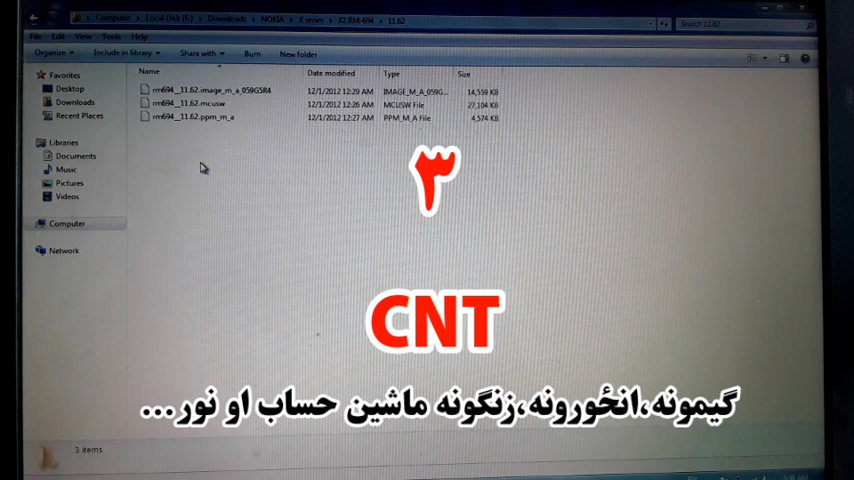 Computer ▸ Local Disk (E:) ▸ Downloads ▸ NOKIA ▸ X series ▸ X2,RM-694 ▸ 11.62
Search 11.62
File Edit View Tools Help
Organize Include in library Share with Burn New folder
Name Date modified Type Size
rm694__11.62.image_m_a_059G5R4 12/1/2012 12:29 AM IMAGE_M_A_059G... 14,559 KB
rm694__11.62.mcusw 12/1/2012 12:26 AM MCUSW File 27,104 KB
rm694__11.62.ppm_m_a 12/1/2012 12:27 AM PPM_M_A File 4,574 KB
Favorites
Desktop
Downloads
Recent Places
Libraries
Documents
Music
Pictures
Videos
Computer
Network
۳
CNT
گیمونه،انځورونه،زنگونه ماشین حساب او نور...
3 items